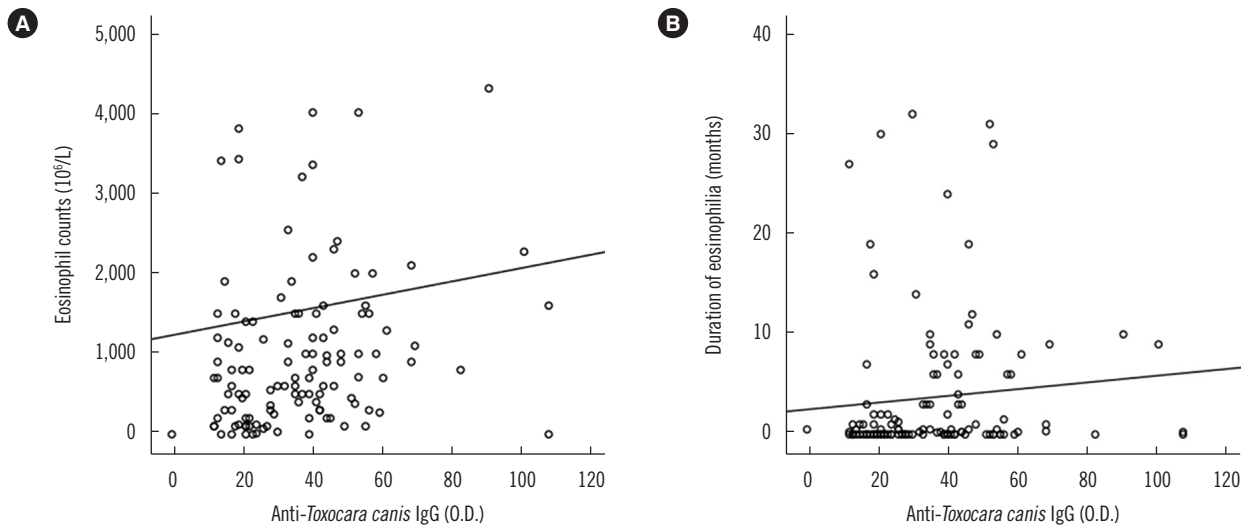 A
5,000
4,000
3,000
2,000
1,000
0
Eosinophil counts (10⁶/L)
0 20 40 60 80 100 120
Anti-Toxocara canis IgG (O.D.)
B
40
30
20
10
0
Duration of eosinophilia (months)
0 20 40 60 80 100 120
Anti-Toxocara canis IgG (O.D.)